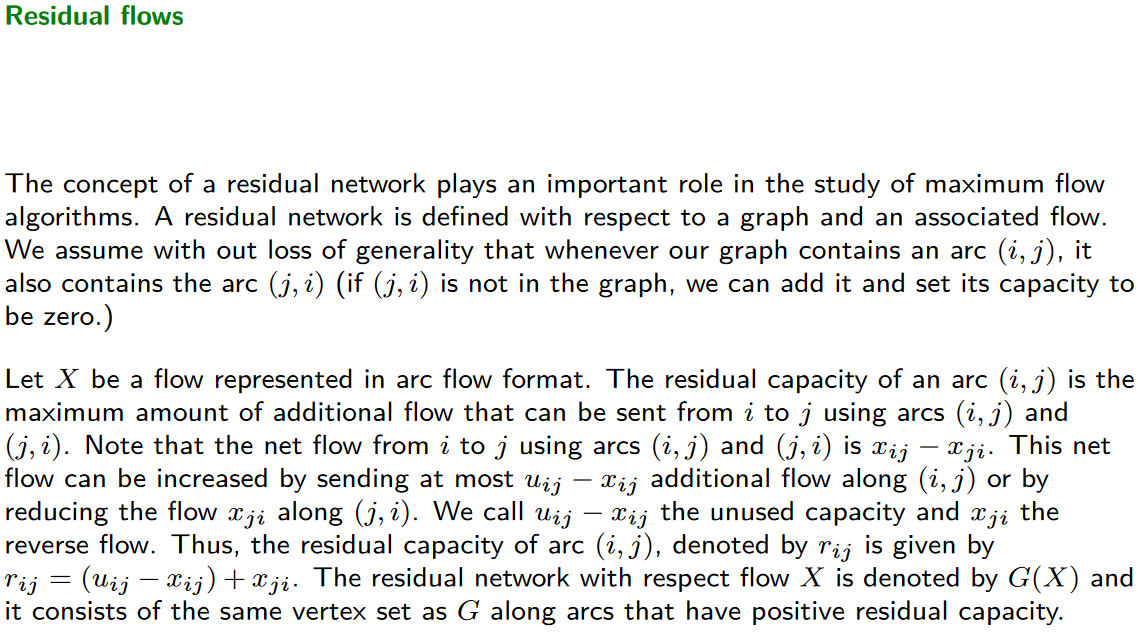 Residual flows
The concept of a residual network plays an important role in the study of maximum flow
algorithms. A residual network is defined with respect to a graph and an associated flow.
We assume with out loss of generality that whenever our graph contains an arc (i, j), it
also contains the arc (j, i) (if (j, i) is not in the graph, we can add it and set its capacity to
be zero.)
Let X be a flow represented in arc flow format. The residual capacity of an arc (i, j) is the
maximum amount of additional flow that can be sent from i to j using arcs (i, j) and
(j, i). Note that the net flow from i to j using arcs (i, j) and (j, i) is x_{ij} − x_{ji}. This net
flow can be increased by sending at most u_{ij} − x_{ij} additional flow along (i, j) or by
reducing the flow x_{ji} along (j, i). We call u_{ij} − x_{ij} the unused capacity and x_{ji} the
reverse flow. Thus, the residual capacity of arc (i, j), denoted by r_{ij} is given by
r_{ij} = (u_{ij} − x_{ij}) + x_{ji}. The residual network with respect flow X is denoted by G(X) and
it consists of the same vertex set as G along arcs that have positive residual capacity.